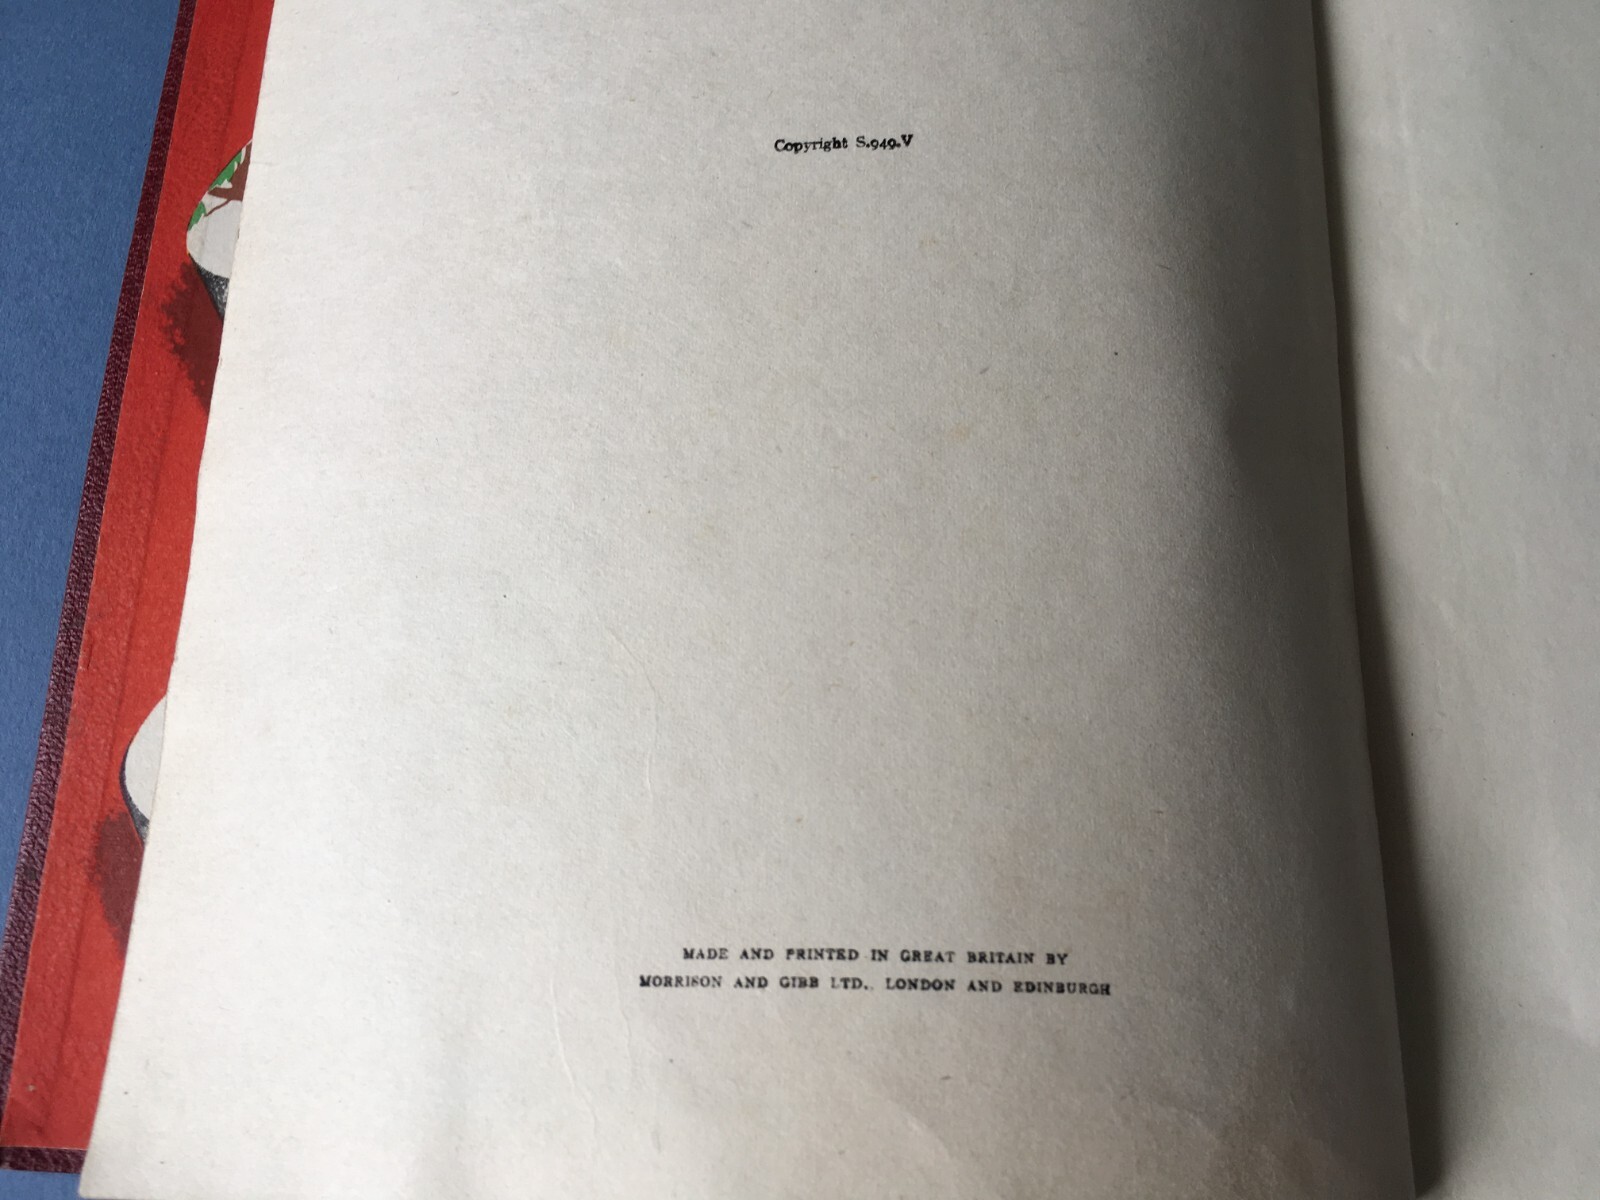 Copyright S.949.V
MADE AND PRINTED IN GREAT BRITAIN BY
MORRISON AND GIBB LTD., LONDON AND EDINBURGH